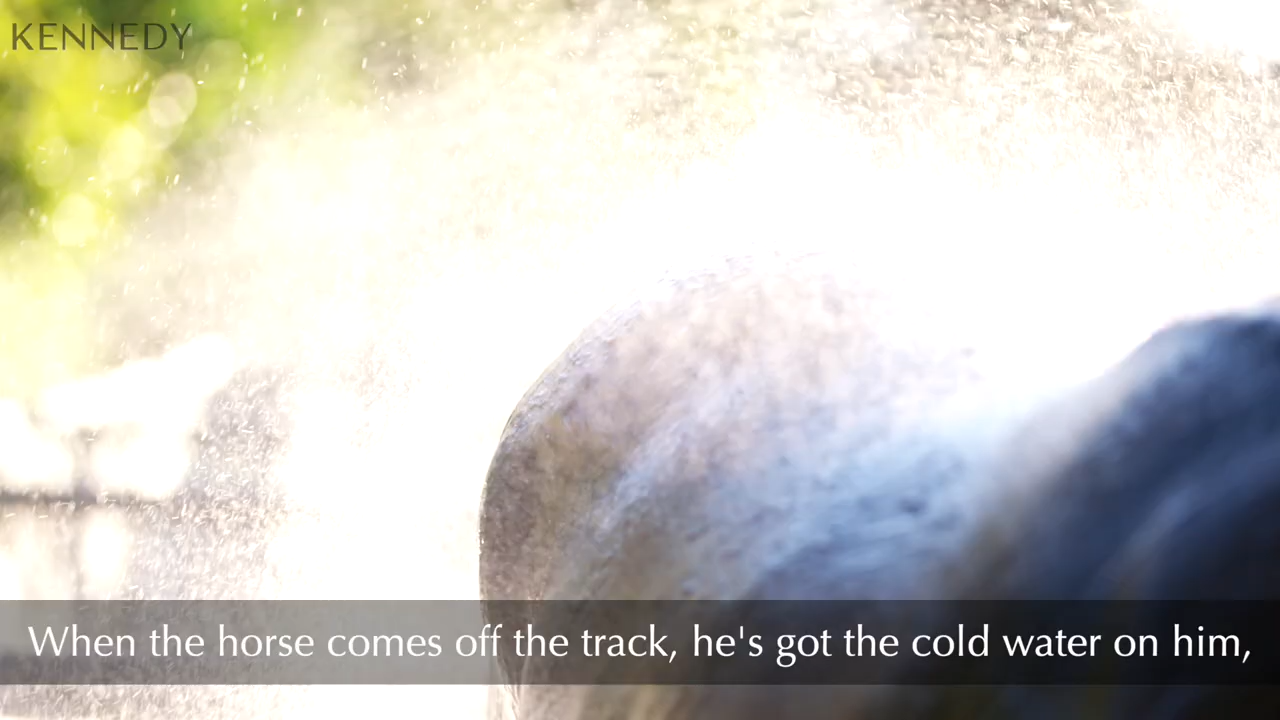 KENNEDY
When the horse comes off the track, he's got the cold water on him,